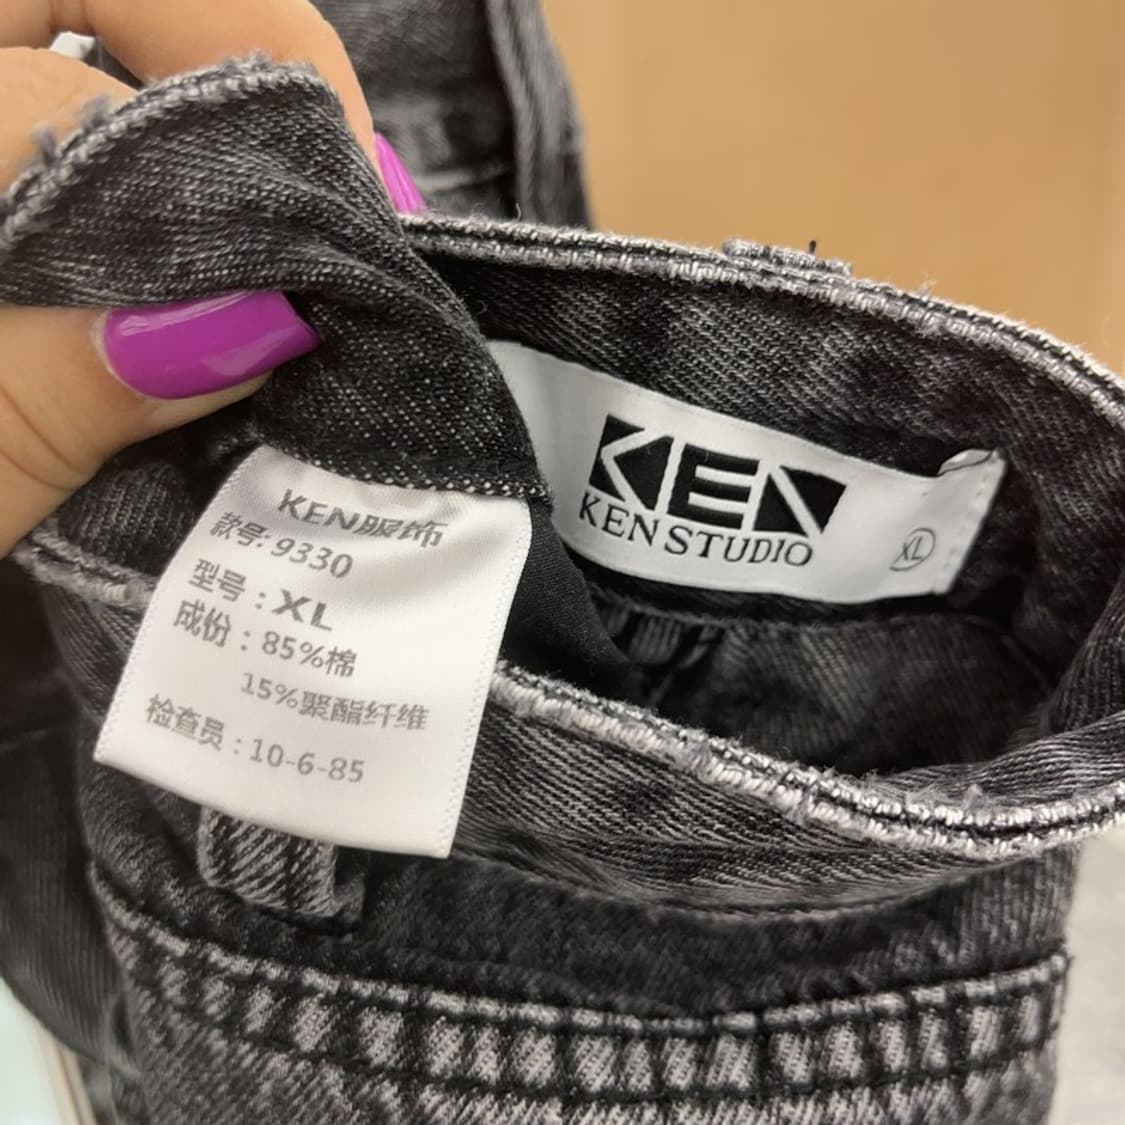 KEN服饰
款号:9330
型号:XL
成份:85%棉
15%聚酯纤维
检查员:10-6-85
KEN
KEN STUDIO
XL